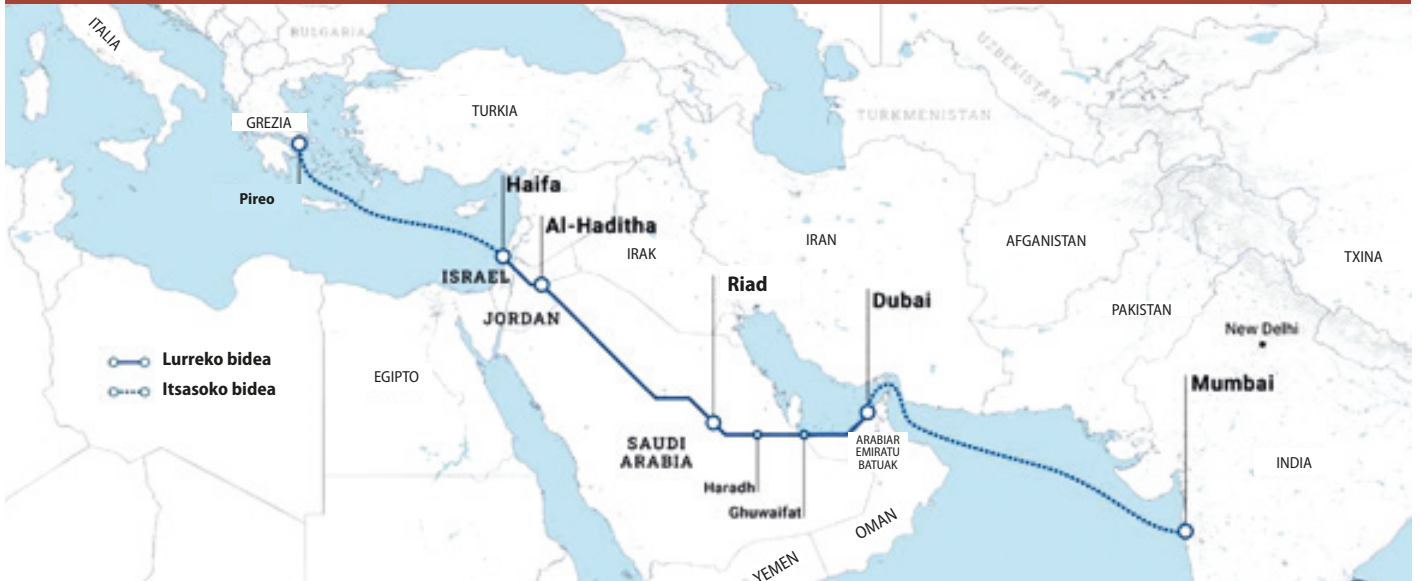 ITALIA
BULGARIA
UZBEKISTAN
TURKIA
TURKMENISTAN
GREZIA
Pireo
Haifa
Al-Haditha
IRAK
IRAN
AFGANISTAN
TXINA
ISRAEL
Riad
Dubai
JORDAN
PAKISTAN
New Delhi
Lurreko bidea
Itsasoko bidea
EGIPTO
Mumbai
SAUDI
ARABIA
ARABIAR
EMIRATU
BATUAK
INDIA
Haradh
Ghuwaifat
OMAN
YEMEN